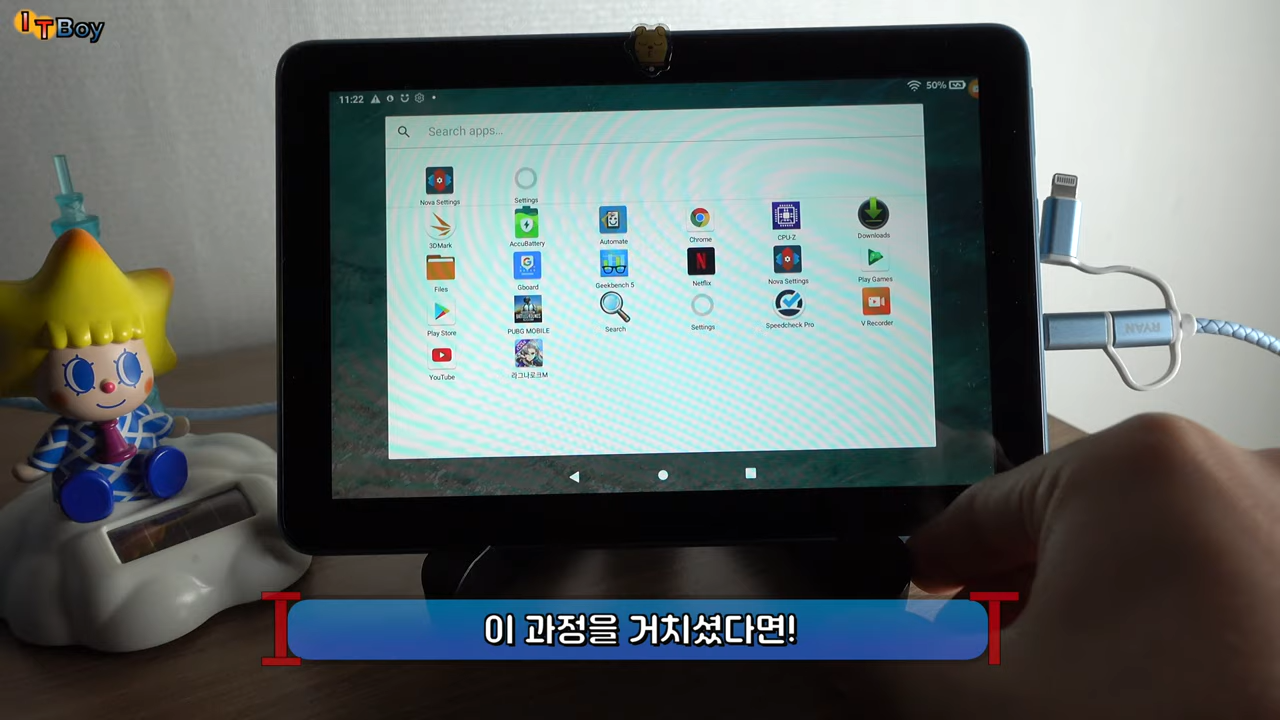 ITBoy
11:22
50%
Search apps...
Nova Settings
Settings
3DMark
AccuBattery
Automate
Chrome
CPU-Z
Downloads
Files
Gboard
Geekbench 5
Netflix
Nova Settings
Play Games
Play Store
PUBG MOBILE
Search
Settings
Speedcheck Pro
V Recorder
YouTube
라그나로크M
RYAN
이 과정을 거치셨다면!